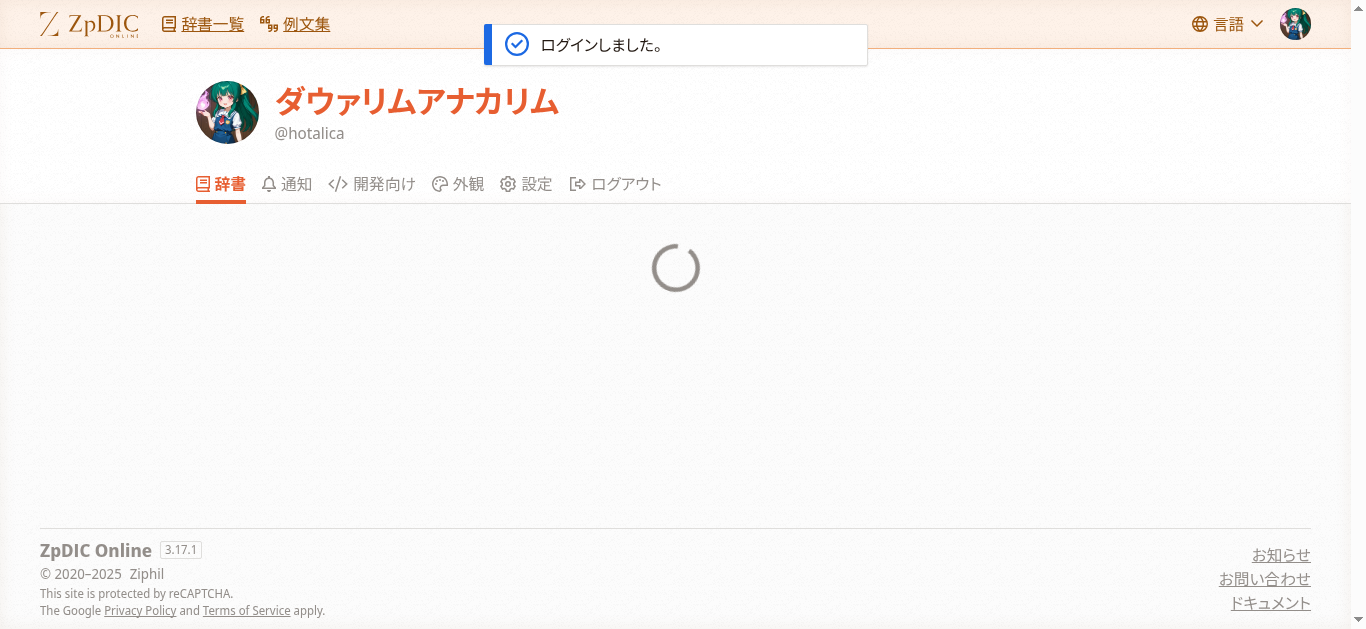 ZpDIC ONLINE 辞書一覧 例文集 言語
ログインしました。
ダウァリムアナカリム
@hotalica
辞書 通知 開発向け 外観 設定 ログアウト
ZpDIC Online 3.17.1
© 2020–2025 Ziphil
This site is protected by reCAPTCHA.
The Google Privacy Policy and Terms of Service apply.
お知らせ
お問い合わせ
ドキュメント